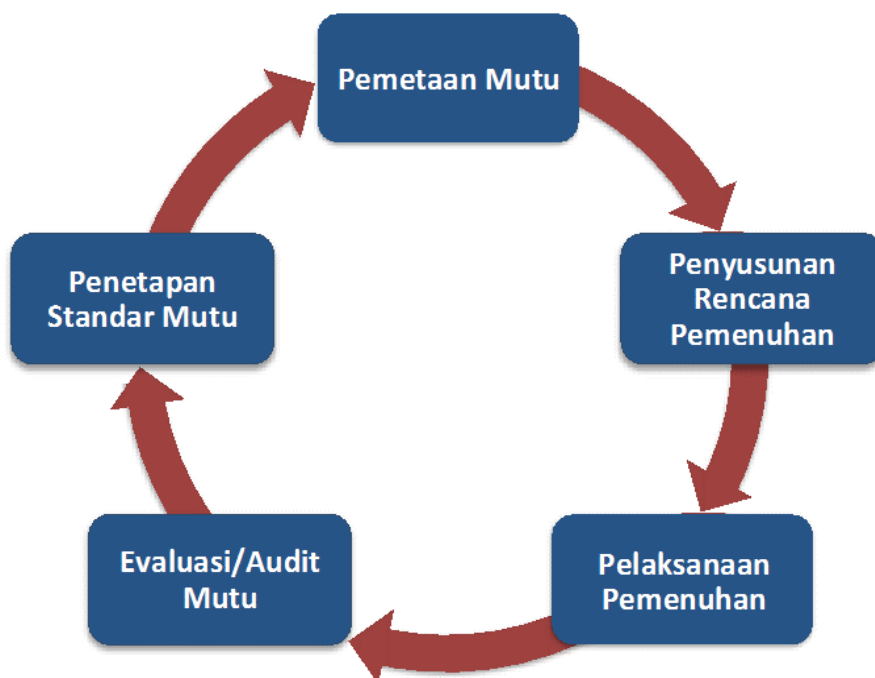 Pemetaan Mutu
Penyusunan
Rencana
Pemenuhan
Pelaksanaan
Pemenuhan
Evaluasi/Audit
Mutu
Penetapan
Standar Mutu